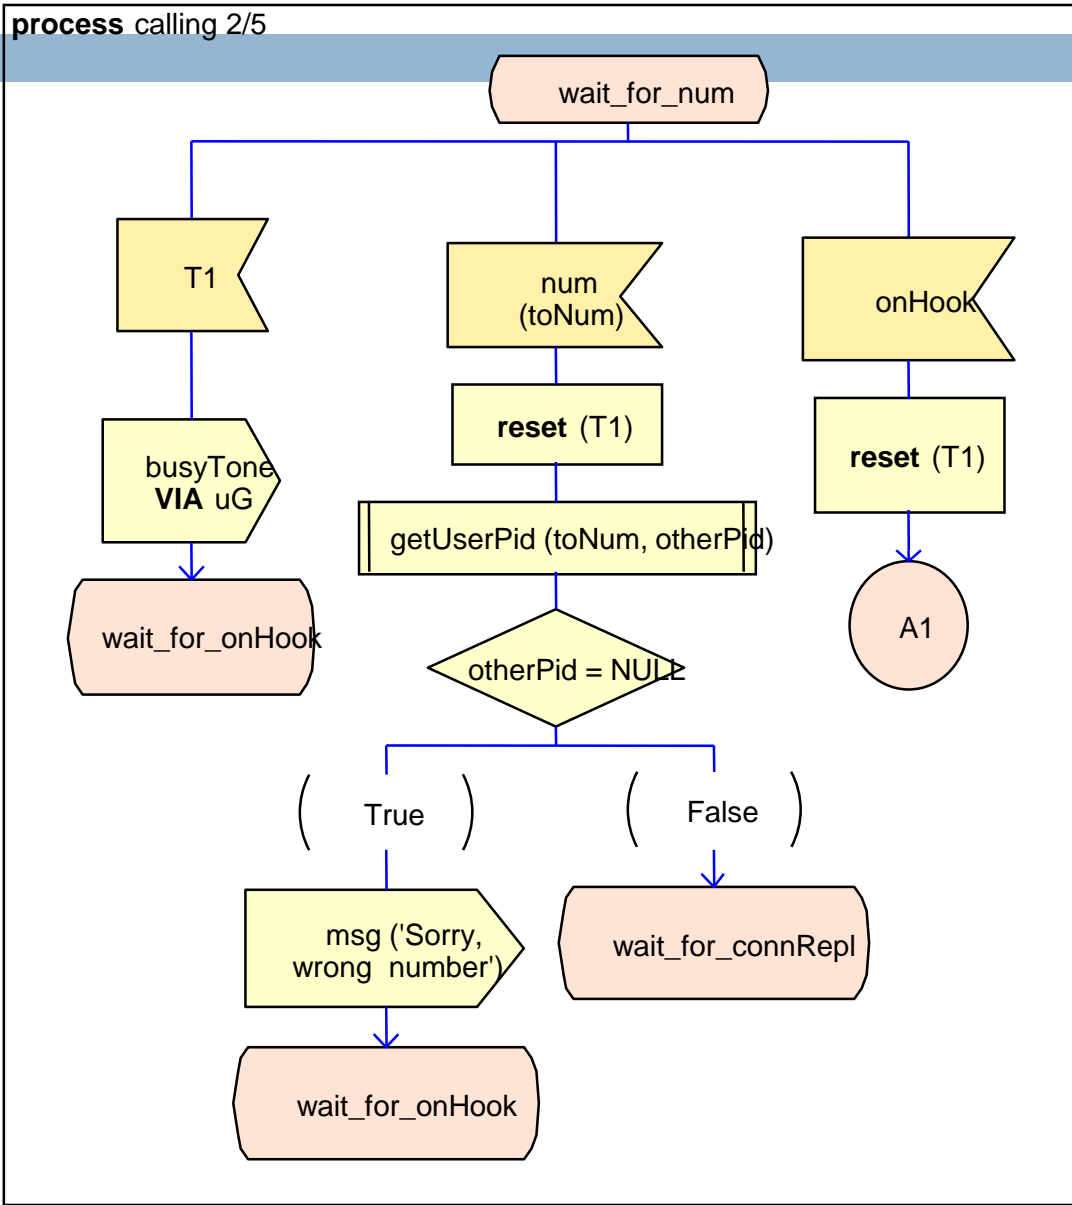 process calling 2/5
wait_for_num
T1
num
(toNum)
onHook
busyTone
VIA uG
reset (T1)
reset (T1)
getUserPid (toNum, otherPid)
wait_for_onHook
A1
otherPid = NULL
True
False
msg ('Sorry,
wrong number')
wait_for_connRepl
wait_for_onHook